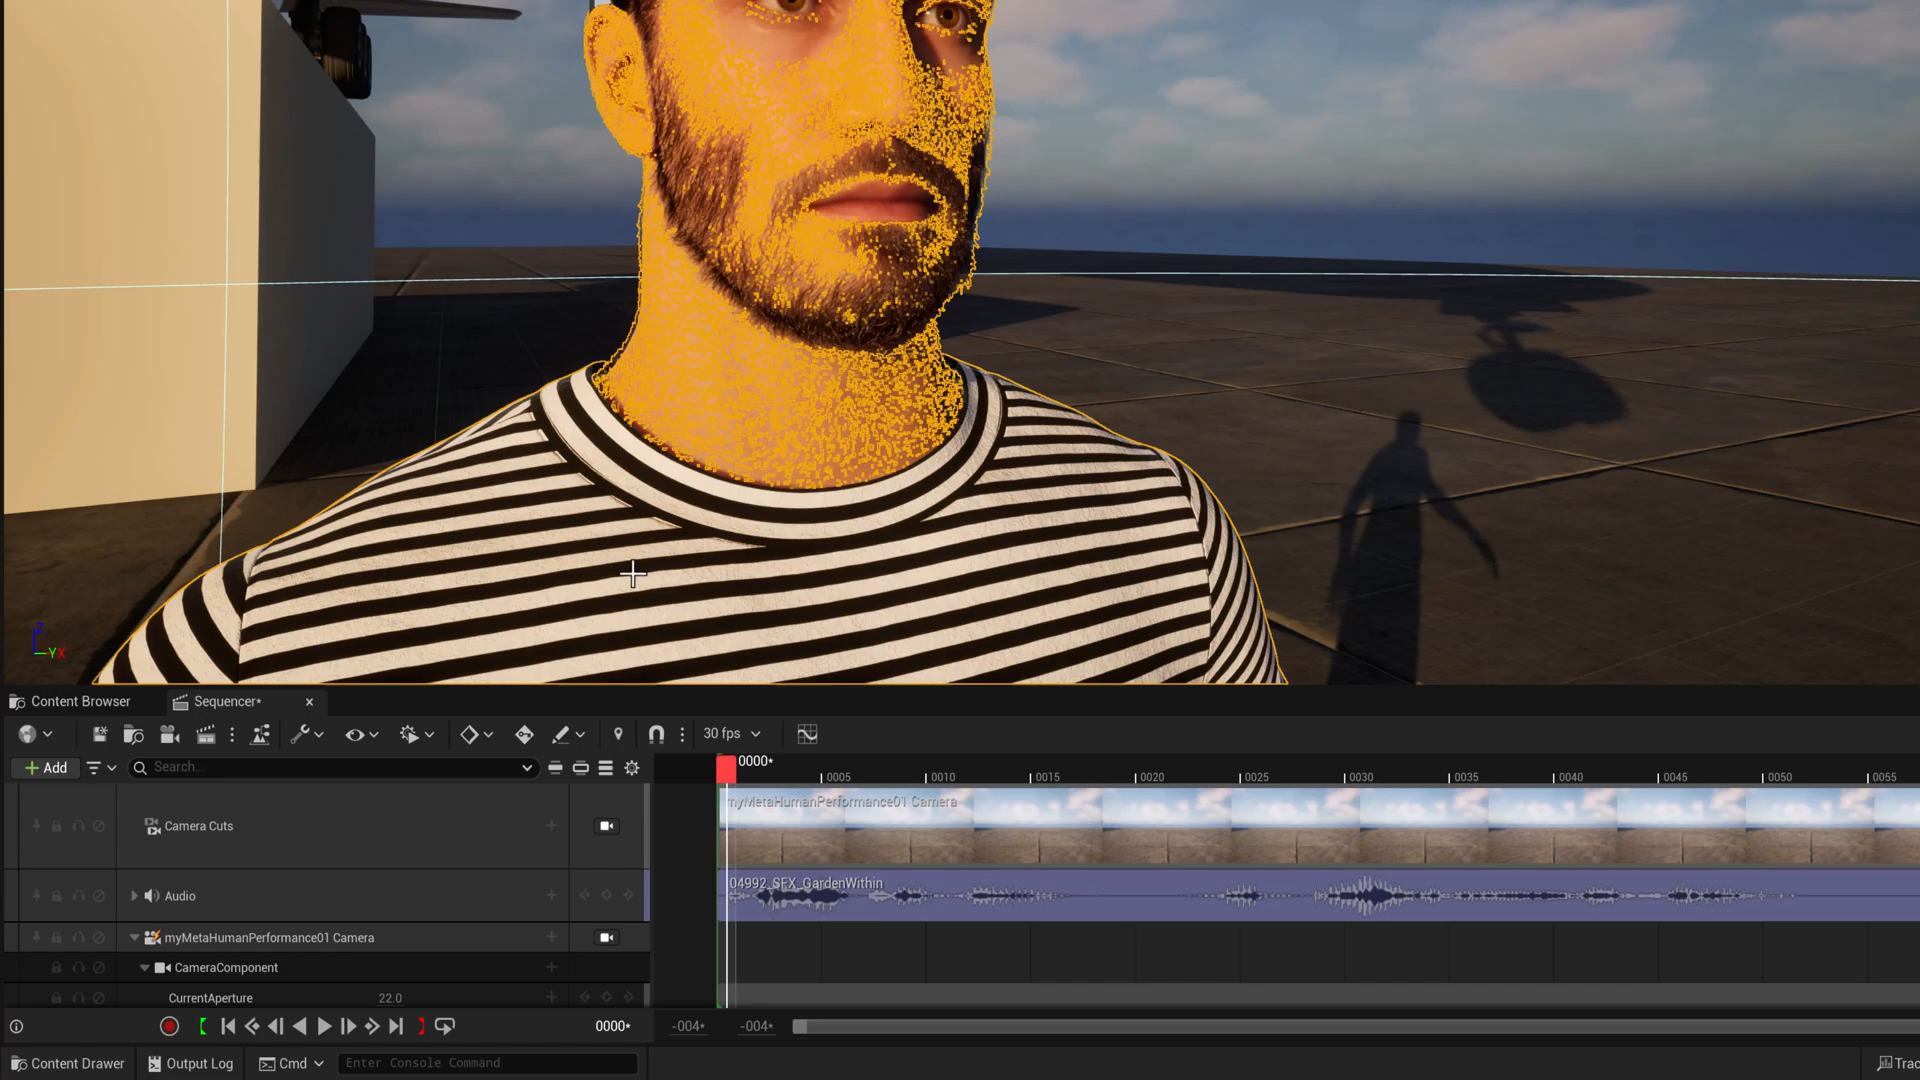 Z
YX
Content Browser
Sequencer*
30 fps
Add
Search...
0000*
0005
0010
0015
0020
0025
0030
0035
0040
0045
0050
0055
Camera Cuts
myMetaHumanPerformance01 Camera
Audio
04992_SFX_GardenWithin
myMetaHumanPerformance01 Camera
CameraComponent
CurrentAperture 22.0
0000*
-004*
-004*
Content Drawer
Output Log
Cmd
Enter Console Command
Trac